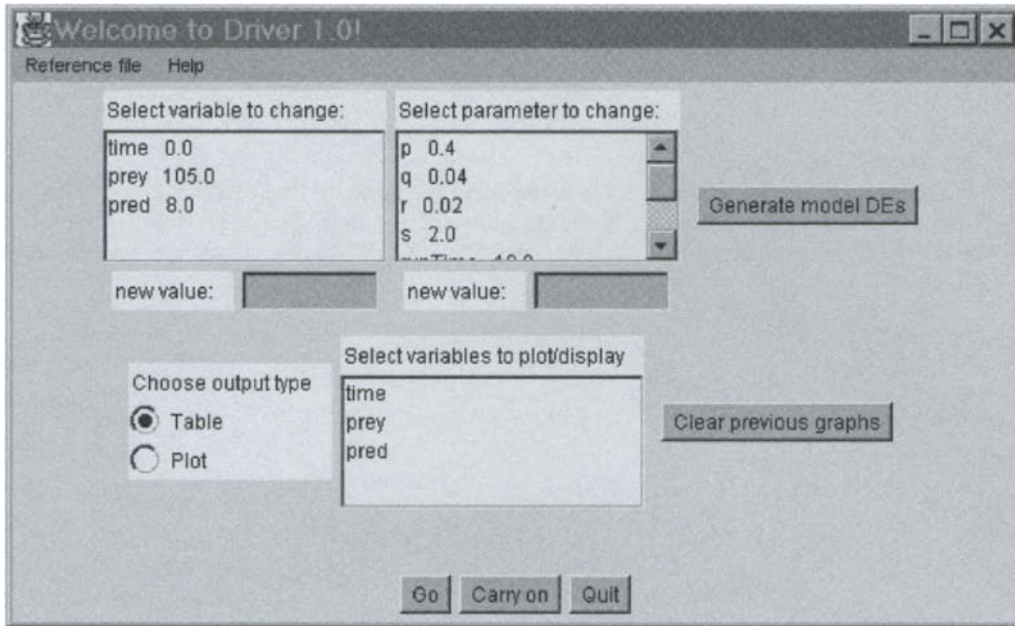 Welcome to Driver 1.0!
Reference file Help
Select variable to change:
time 0.0
prey 105.0
pred 8.0
new value:
Select parameter to change:
p 0.4
q 0.04
r 0.02
s 2.0
new value:
Generate model DEs
Choose output type
Table
Plot
Select variables to plot/display
time
prey
pred
Clear previous graphs
Go Carry on Quit